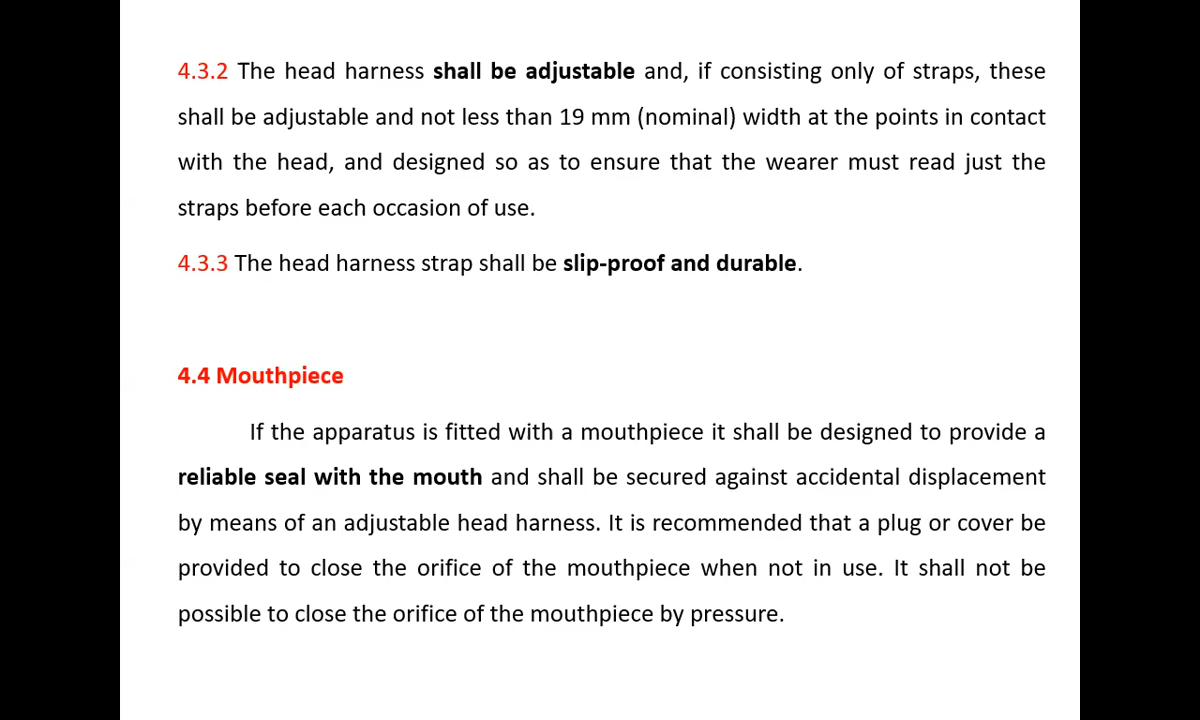 4.3.2 The head harness shall be adjustable and, if consisting only of straps, these
shall be adjustable and not less than 19 mm (nominal) width at the points in contact
with the head, and designed so as to ensure that the wearer must read just the
straps before each occasion of use.
4.3.3 The head harness strap shall be slip-proof and durable.
4.4 Mouthpiece
If the apparatus is fitted with a mouthpiece it shall be designed to provide a
reliable seal with the mouth and shall be secured against accidental displacement
by means of an adjustable head harness. It is recommended that a plug or cover be
provided to close the orifice of the mouthpiece when not in use. It shall not be
possible to close the orifice of the mouthpiece by pressure.